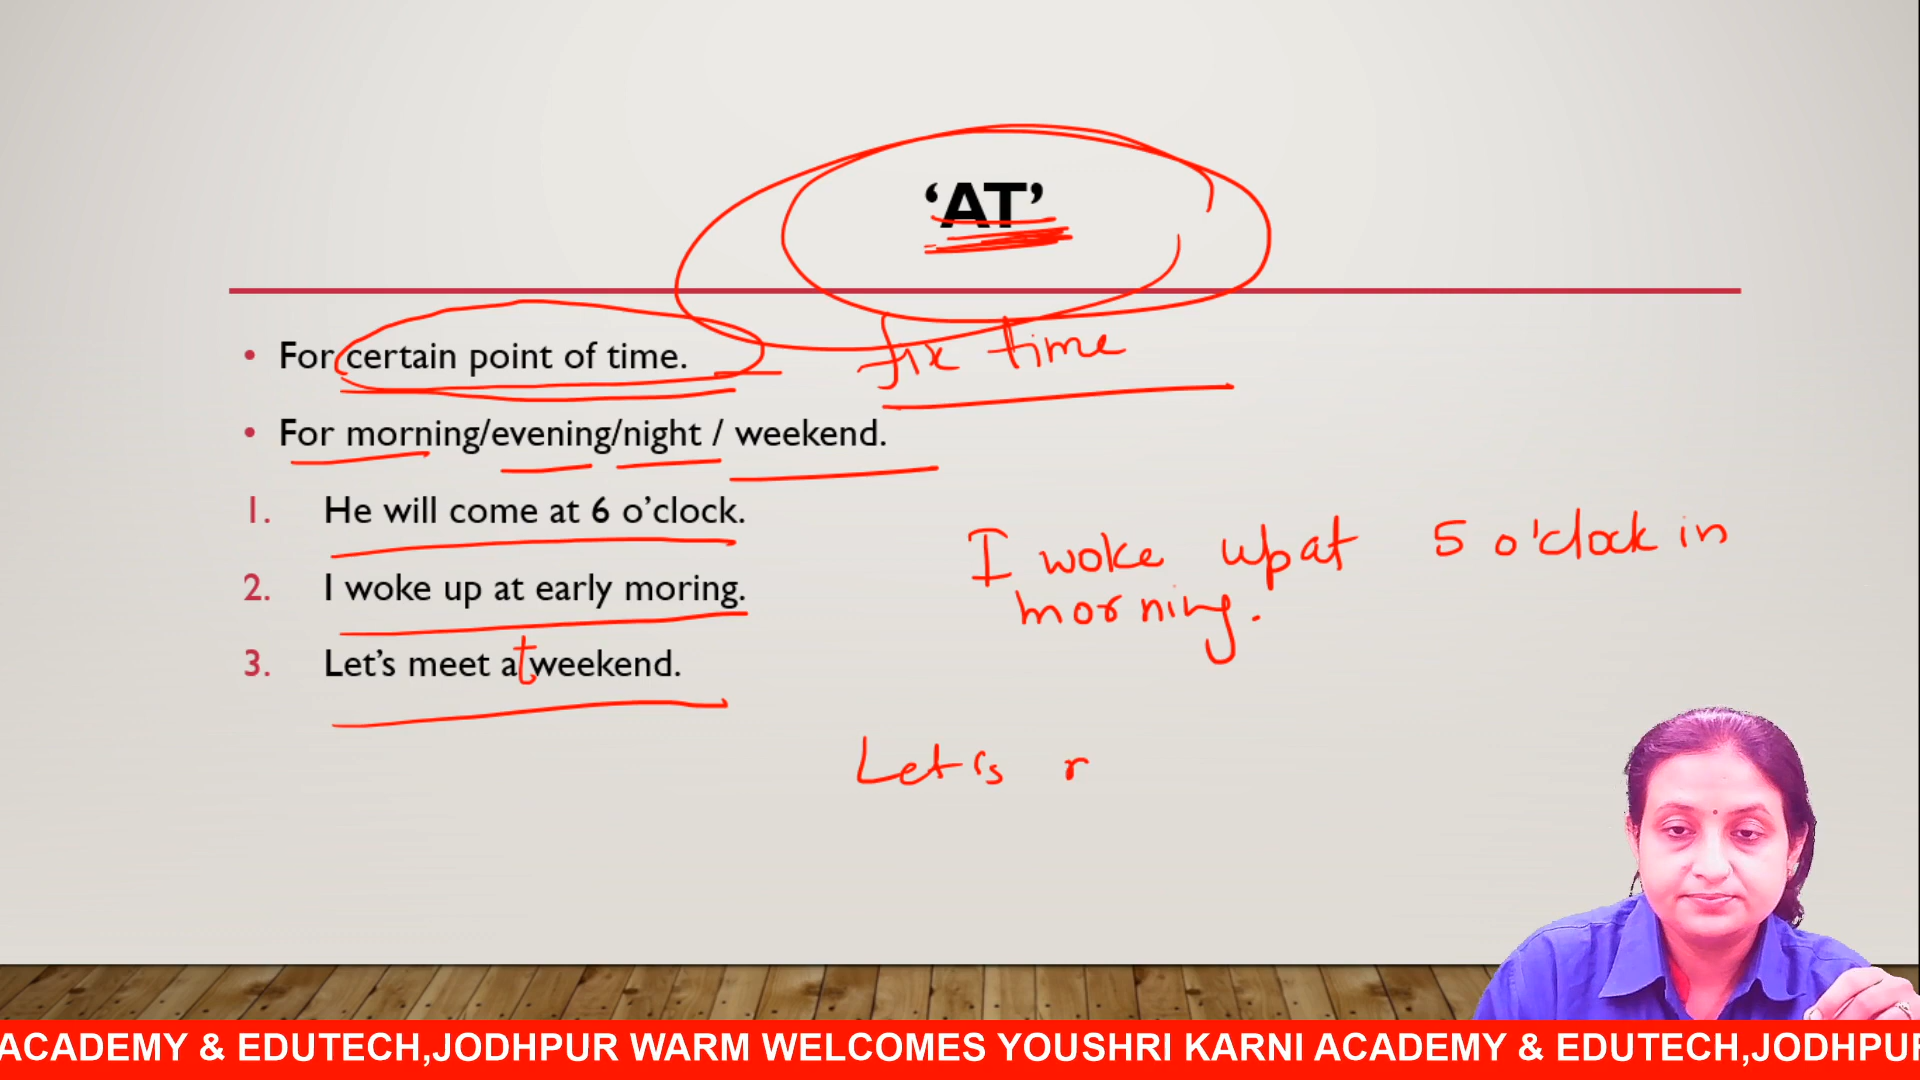 ‘AT’
For certain point of time.
fix time
For morning/evening/night / weekend.
1. He will come at 6 o’clock.
2. I woke up at early moring.
3. Let’s meet at weekend.
I woke up at 5 o'clock in
morning.
Let's
ACADEMY & EDUTECH,JODHPUR WARM WELCOMES YOUSHRI KARNI ACADEMY & EDUTECH,JODHPUR